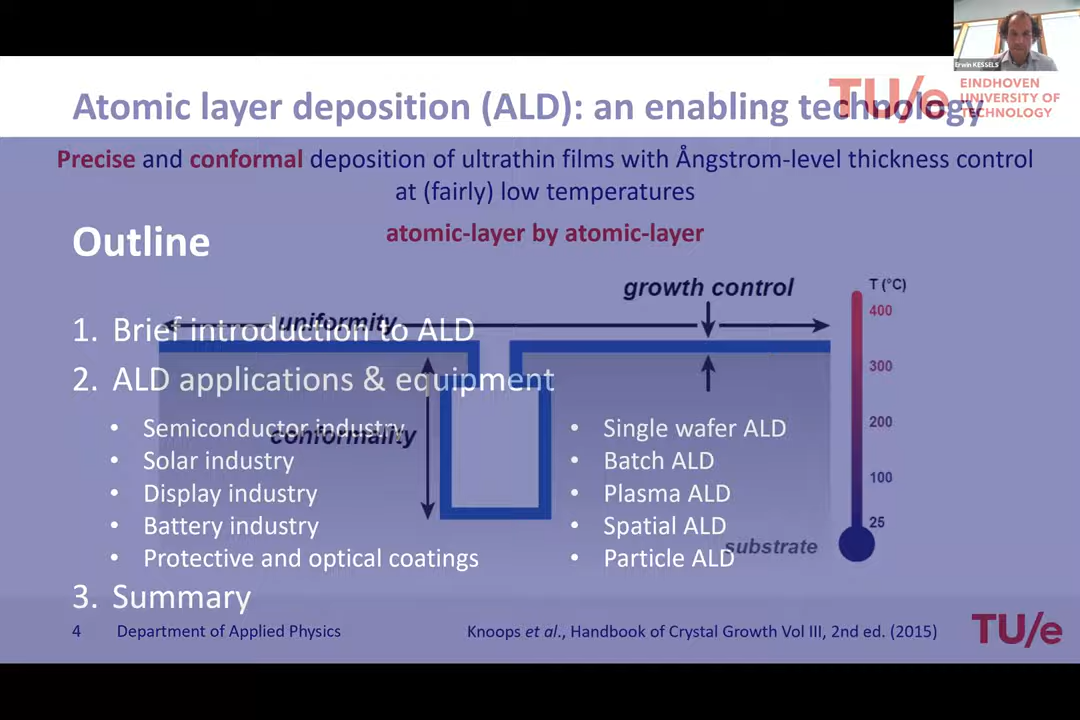 Erwin KESSELS
Atomic layer deposition (ALD): an enabling technology
TU/e EINDHOVEN
UNIVERSITY OF
TECHNOLOGY
Precise and conformal deposition of ultrathin films with Ångstrom-level thickness control
at (fairly) low temperatures
atomic-layer by atomic-layer
Outline
growth control
T (°C)
400
uniformity
1. Brief introduction to ALD
300
2. ALD applications & equipment
200
• Semiconductor industry
conformality
• Single wafer ALD
• Solar industry
• Batch ALD
100
• Display industry
• Plasma ALD
25
• Battery industry
• Spatial ALD
substrate
• Protective and optical coatings
• Particle ALD
3. Summary
4 Department of Applied Physics
Knoops et al., Handbook of Crystal Growth Vol III, 2nd ed. (2015)
TU/e